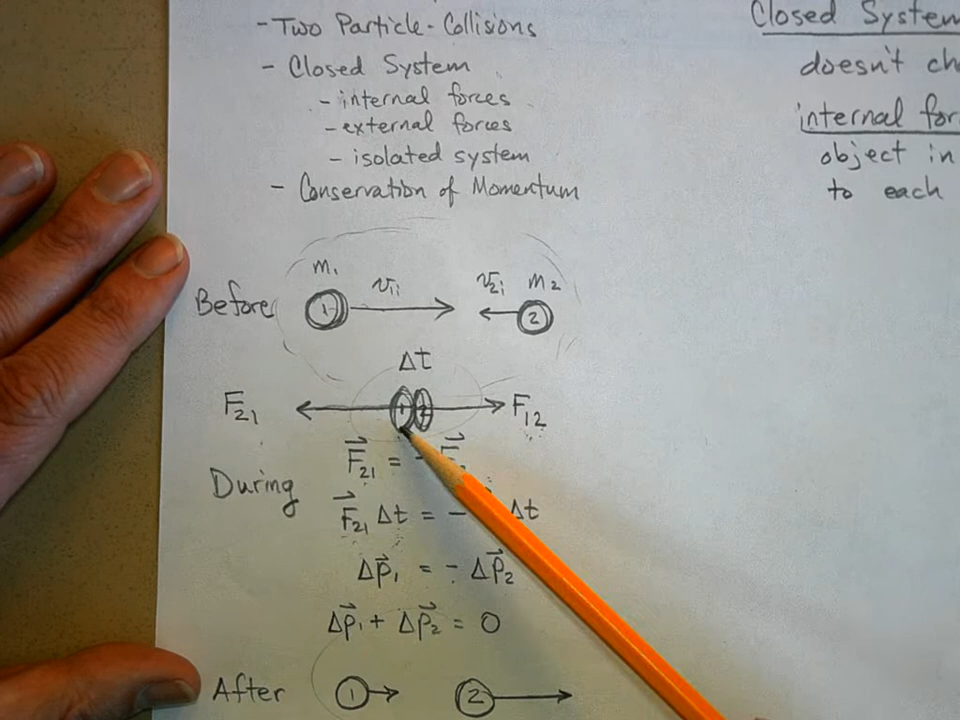 - Two Particle-Collisions
- Closed System
- internal forces
- external forces
- isolated system
- Conservation of Momentum
Closed System
doesn't
internal
object in
to each
m₁ v₁ᵢ v₂ᵢ m₂
Before 1 2
Δt
F₂₁ 1 2 F₁₂
F⃗₂₁ = - F⃗
During
F⃗₂₁ Δt = - Δt
Δp⃗₁ = - Δp⃗₂
Δp⃗₁ + Δp⃗₂ = 0
After 1 2